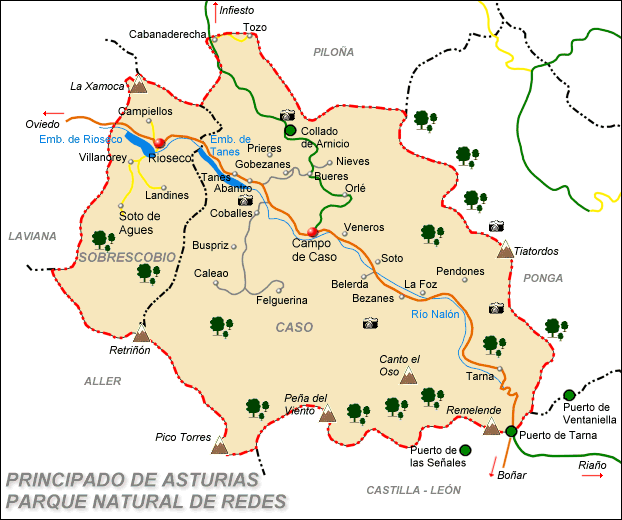 Infiesto
Tozo
Cabanaderecha
PILOÑA
La Xamoca
Campiellos
Oviedo
Emb. de Rioseco
Emb. de
Tanes
Collado
de Arnicio
Villamorey
Rioseco
Prieres
Nieves
Gobezanes
Tanes
Bueres
Abantro
Orlé
Landines
Soto de
Agues
Coballes
Veneros
Campo
de Caso
LAVIANA
SOBRESCOBIO
Buspriz
Tiatordos
Soto
Caleao
Pendones
PONGA
Belerda
La Foz
Felguerina
Bezanes
Río Nalón
CASO
Retriñón
Canto el
Oso
Tarna
ALLER
Peña del
Viento
Remelende
Puerto de
Ventaniella
Pico Torres
Puerto de Tarna
Puerto de
las Señales
Riaño
Boñar
PRINCIPADO DE ASTURIAS
PARQUE NATURAL DE REDES
CASTILLA - LEÓN